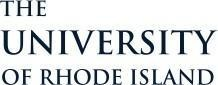 THE
UNIVERSITY
OF RHODE ISLAND